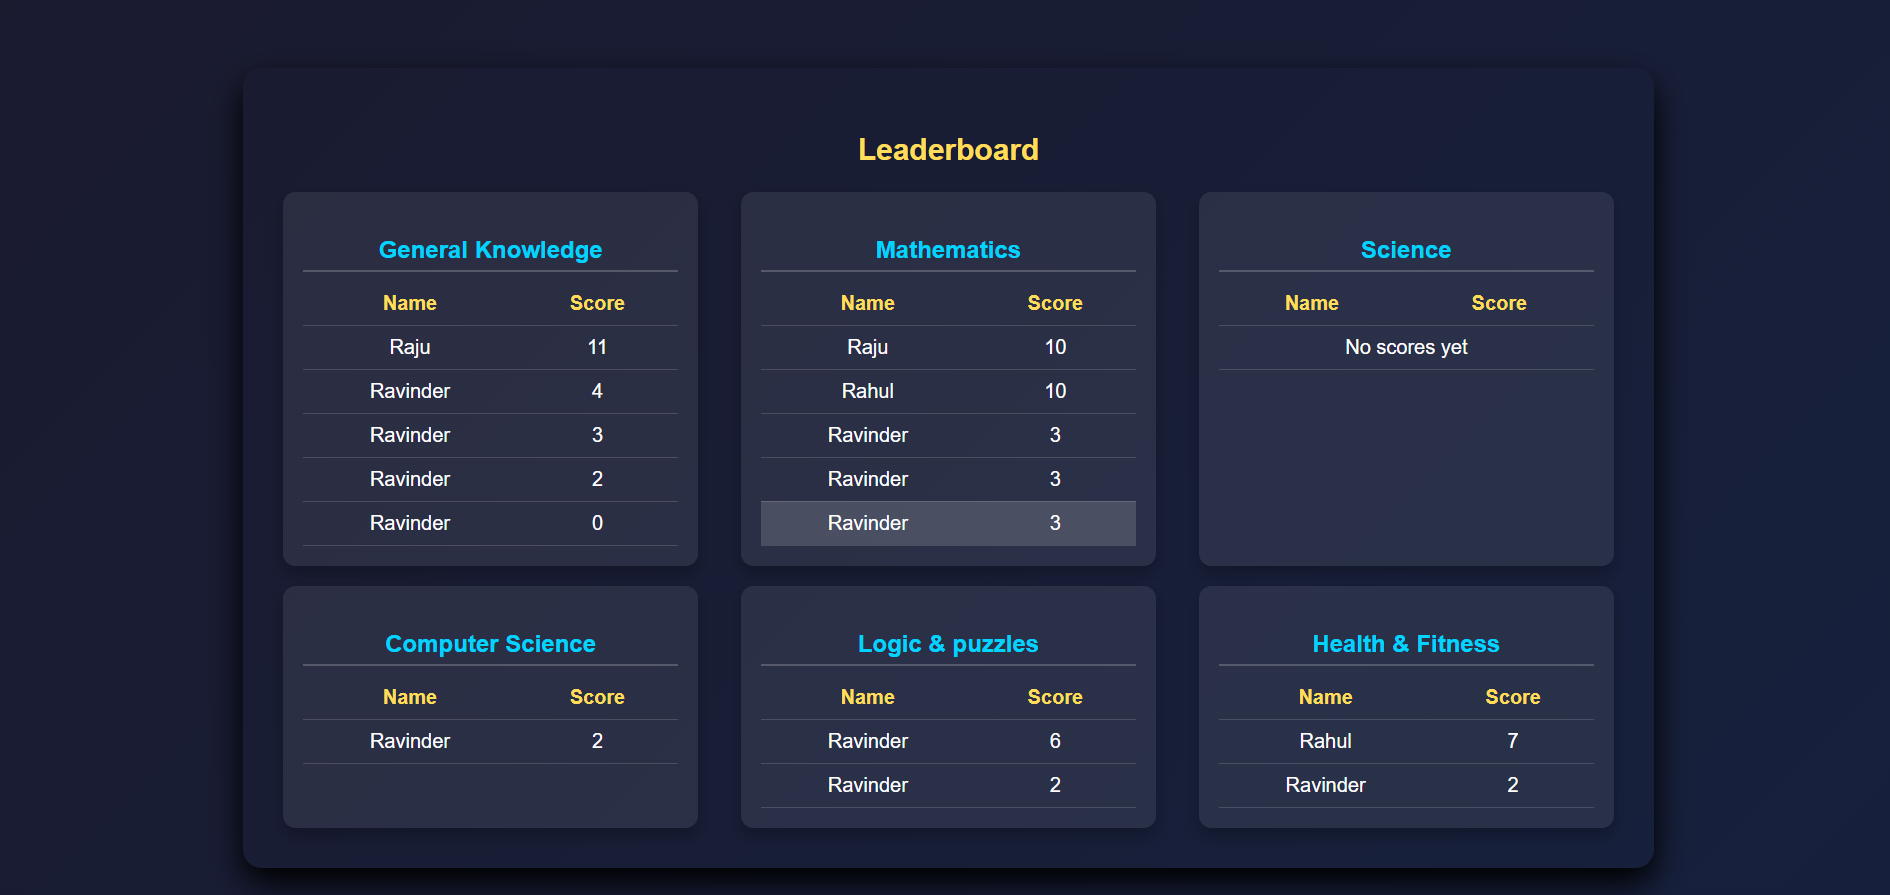 Leaderboard
General Knowledge
Name Score
Raju 11
Ravinder 4
Ravinder 3
Ravinder 2
Ravinder 0
Mathematics
Name Score
Raju 10
Rahul 10
Ravinder 3
Ravinder 3
Ravinder 3
Science
Name Score
No scores yet
Computer Science
Name Score
Ravinder 2
Logic & puzzles
Name Score
Ravinder 6
Ravinder 2
Health & Fitness
Name Score
Rahul 7
Ravinder 2